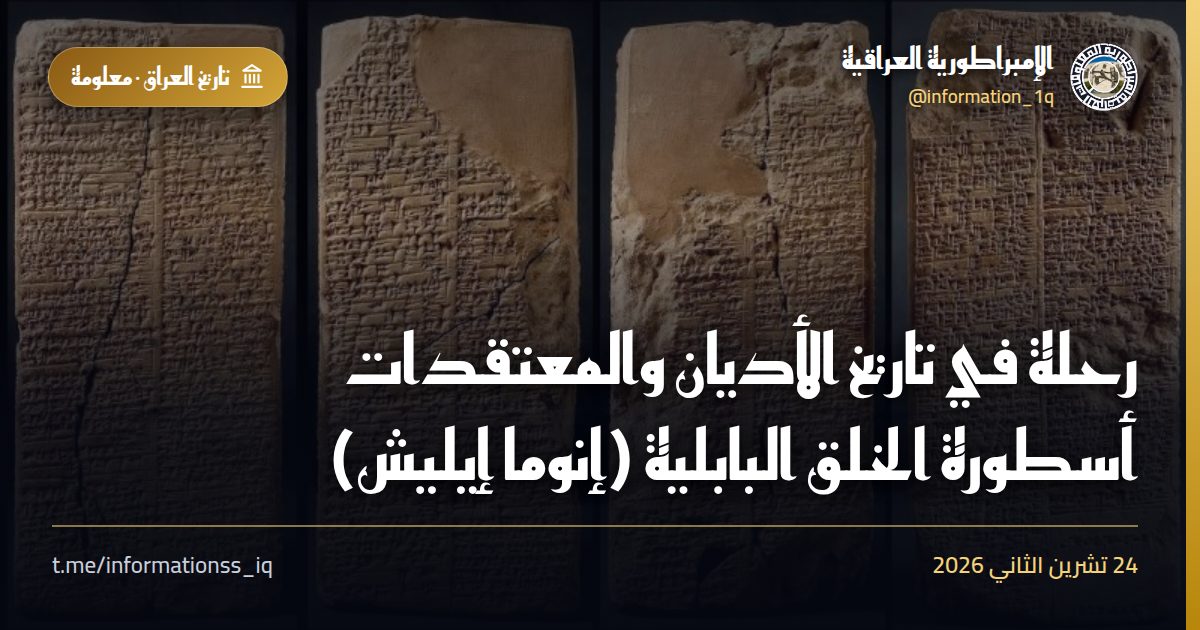 الإمبراطورية العراقية
@information_1q
تاريخ العراق · معلومة
رحلة في تاريخ الأديان والمعتقدات
أسطورة الخلق البابلية (إنوما إيليش)
24 تشرين الثاني 2026
t.me/informationss_iq